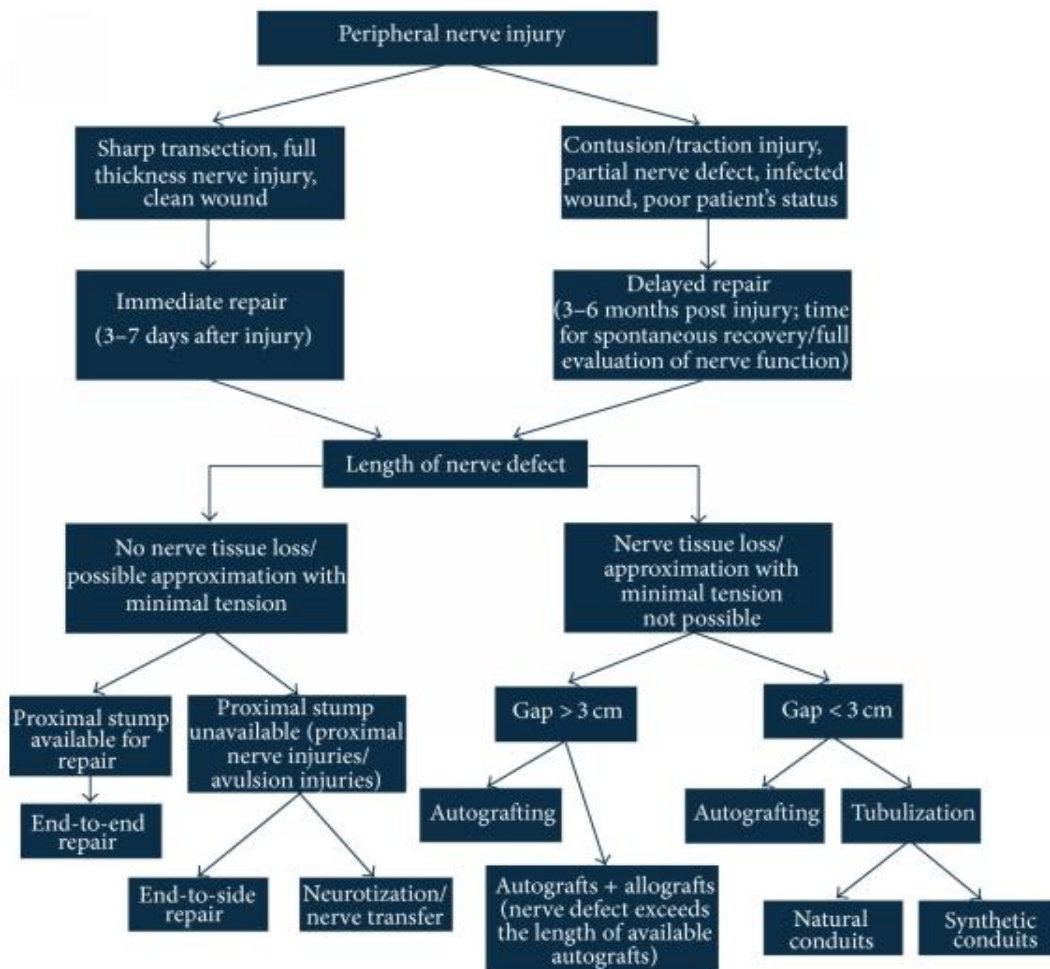 Peripheral nerve injury
Sharp transection, full
thickness nerve injury,
clean wound
Contusion/traction injury,
partial nerve defect, infected
wound, poor patient's status
Immediate repair
(3–7 days after injury)
Delayed repair
(3–6 months post injury; time
for spontaneous recovery/full
evaluation of nerve function)
Length of nerve defect
No nerve tissue loss/
possible approximation with
minimal tension
Nerve tissue loss/
approximation with
minimal tension
not possible
Proximal stump
available for
repair
Proximal stump
unavailable (proximal
nerve injuries/
avulsion injuries)
Gap > 3 cm
Gap < 3 cm
End-to-end
repair
Autografting
Autografting
Tubulization
End-to-side
repair
Neurotization/
nerve transfer
Autografts + allografts
(nerve defect exceeds
the length of available
autografts)
Natural
conduits
Synthetic
conduits